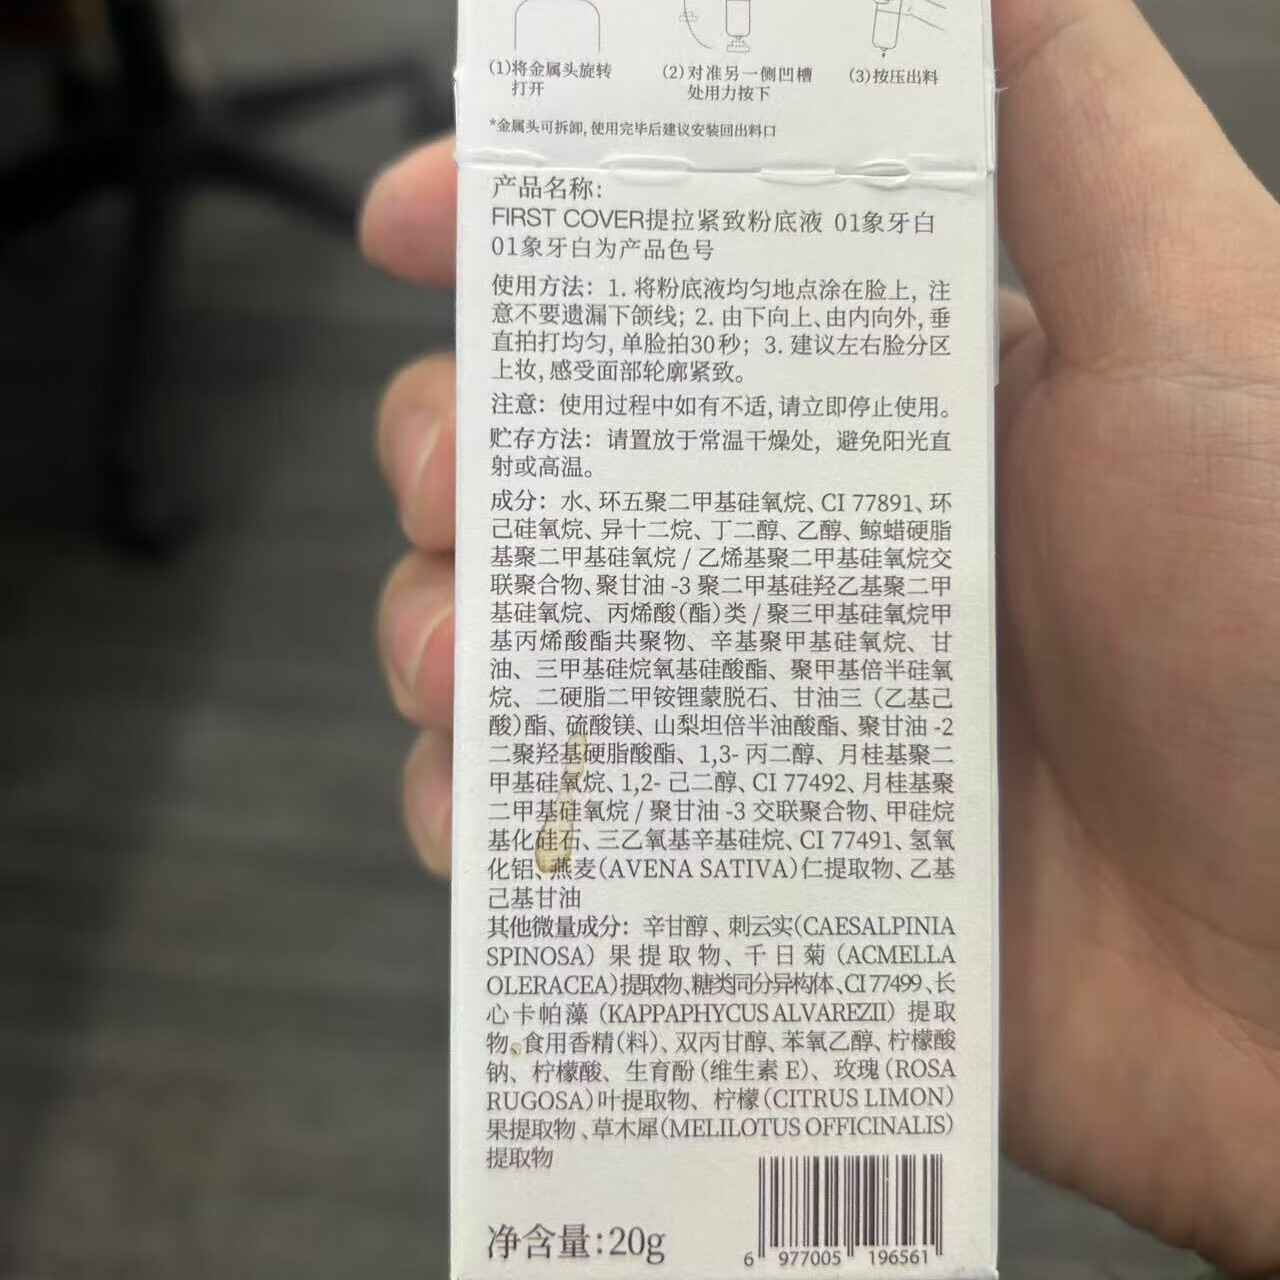 (1)将金属头旋转
打开
(2)对准另一侧凹槽
处用力按下
(3)按压出料
*金属头可拆卸,使用完毕后建议安装回出料口
产品名称:
FIRST COVER提拉紧致粉底液 01象牙白
01象牙白为产品色号
使用方法: 1. 将粉底液均匀地点涂在脸上, 注
意不要遗漏下颌线; 2. 由下向上、由内向外, 垂
直拍打均匀, 单脸拍30秒; 3. 建议左右脸分区
上妆, 感受面部轮廓紧致。
注意: 使用过程中如有不适, 请立即停止使用。
贮存方法: 请置放于常温干燥处, 避免阳光直
射或高温。
成分: 水、环五聚二甲基硅氧烷、CI 77891、环
己硅氧烷、异十二烷、丁二醇、乙醇、鲸蜡硬脂
基聚二甲基硅氧烷 / 乙烯基聚二甲基硅氧烷交
联聚合物、聚甘油 -3 聚二甲基硅羟乙基聚二甲
基硅氧烷、丙烯酸(酯)类 / 聚三甲基硅氧烷甲
基丙烯酸酯共聚物、辛基聚甲基硅氧烷、甘
油、三甲基硅烷氧基硅酸酯、聚甲基倍半硅氧
烷、二硬脂二甲铵锂蒙脱石、甘油三 (乙基己
酸)酯、硫酸镁、山梨坦倍半油酸酯、聚甘油 -2
二聚羟基硬脂酸酯、1,3- 丙二醇、月桂基聚二
甲基硅氧烷、1,2- 己二醇、CI 77492、月桂基聚
二甲基硅氧烷 / 聚甘油 -3 交联聚合物、甲硅烷
基化硅石、三乙氧基辛基硅烷、CI 77491、氢氧
化铝、燕麦(AVENA SATIVA)仁提取物、乙基
己基甘油
其他微量成分: 辛甘醇、刺云实(CAESALPINIA
SPINOSA) 果提取物、千日菊 (ACMELLA
OLERACEA)提取物、糖类同分异构体、CI 77499、长
心卡帕藻 (KAPPAPHYCUS ALVAREZII) 提取
物、食用香精(料)、双丙甘醇、苯氧乙醇、柠檬酸
钠、柠檬酸、生育酚 (维生素 E)、玫瑰 (ROSA
RUGOSA) 叶提取物、柠檬 (CITRUS LIMON)
果提取物、草木犀(MELILOTUS OFFICINALIS)
提取物
净含量: 20g
6 977005 196561